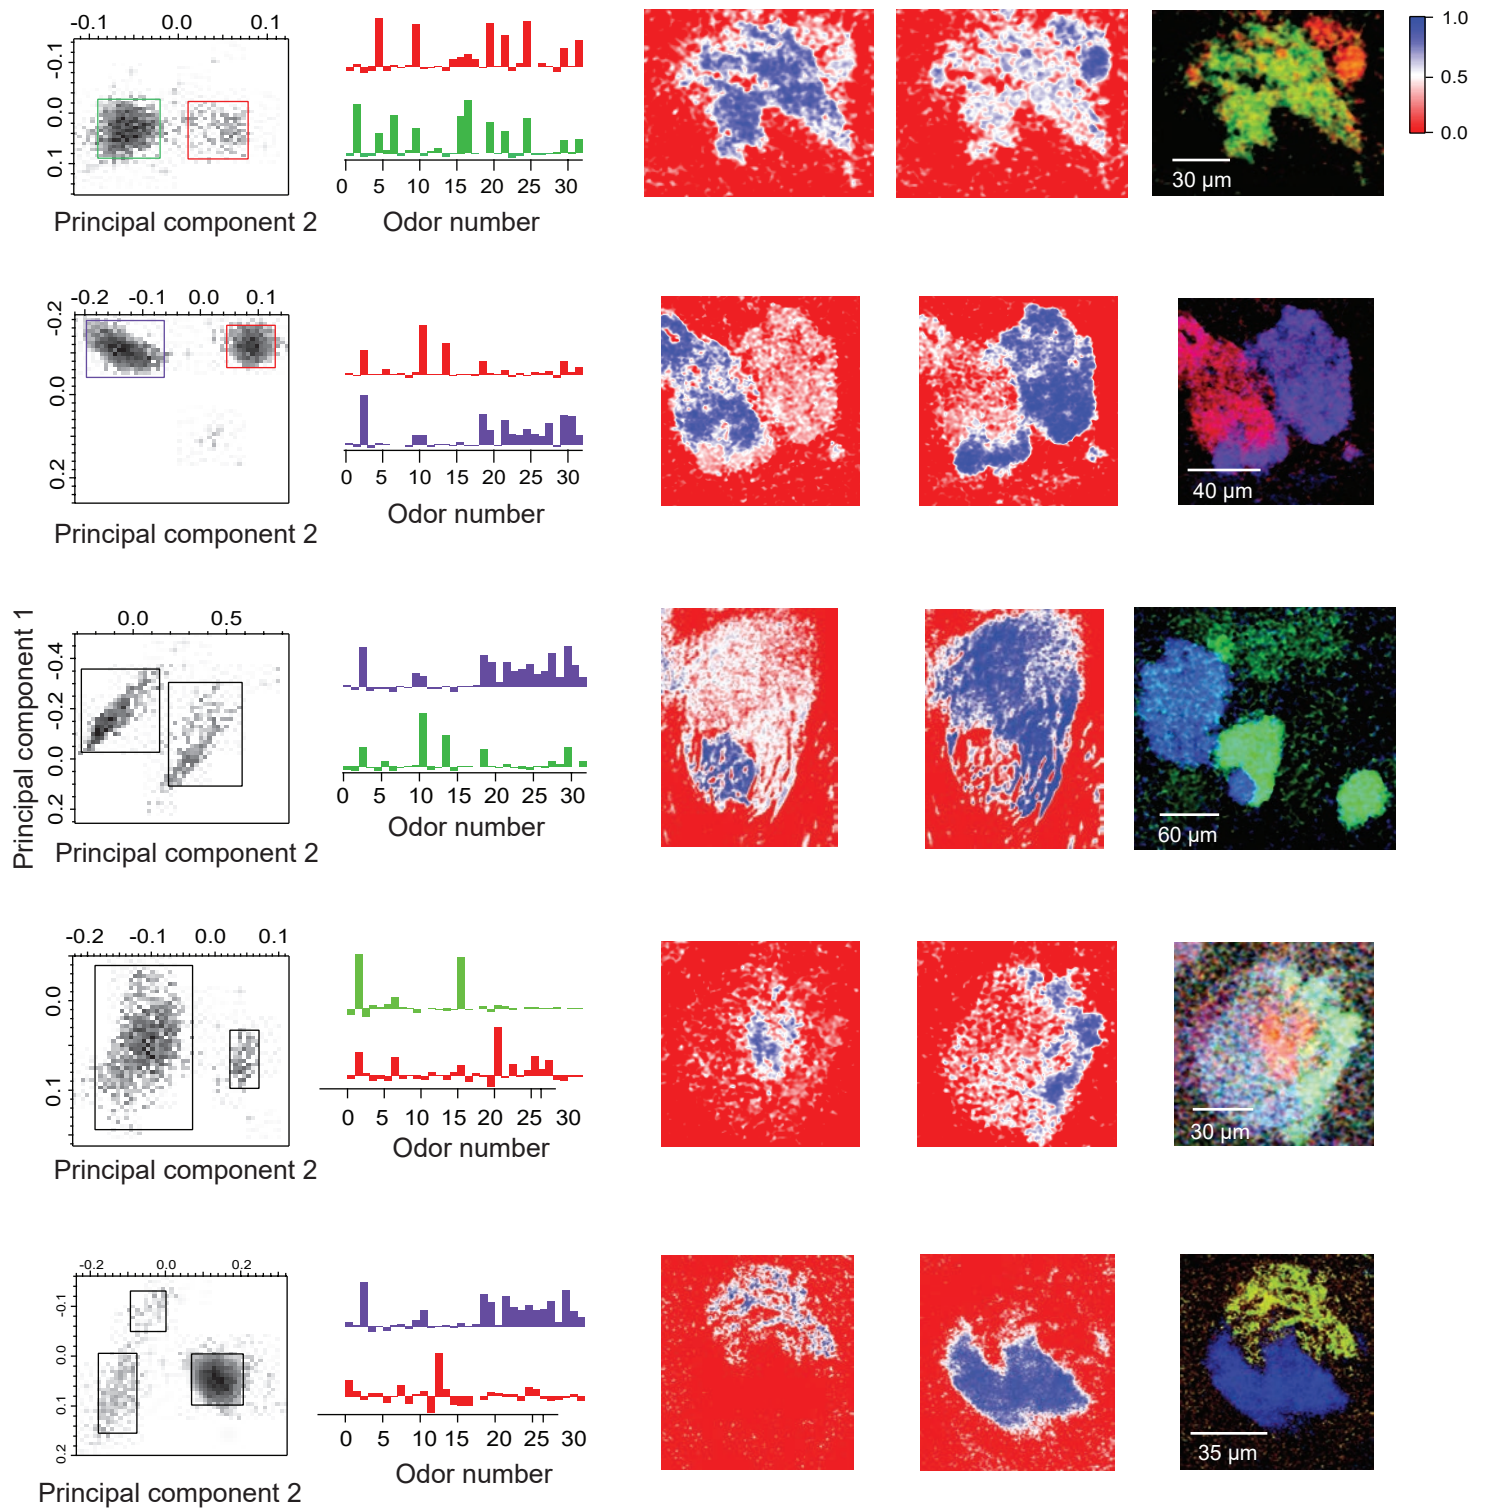 -0.1 0.0 0.1
-0.1
0.0
0.1
Principal component 2
0 5 10 15 20 25 30
Odor number
30 µm
1.0
0.5
0.0
-0.2 -0.1 0.0 0.1
-0.2
0.0
0.2
Principal component 2
0 5 10 15 20 25 30
Odor number
40 µm
Principal component 1
0.0 0.5
-0.4
-0.2
0.0
0.2
Principal component 2
0 5 10 15 20 25 30
Odor number
60 µm
-0.2 -0.1 0.0 0.1
0.0
0.1
Principal component 2
0 5 10 15 20 25 30
Odor number
30 µm
-0.2 0.0 0.2
-0.1
0.0
0.1
0.2
Principal component 2
0 5 10 15 20 25 30
Odor number
35 µm